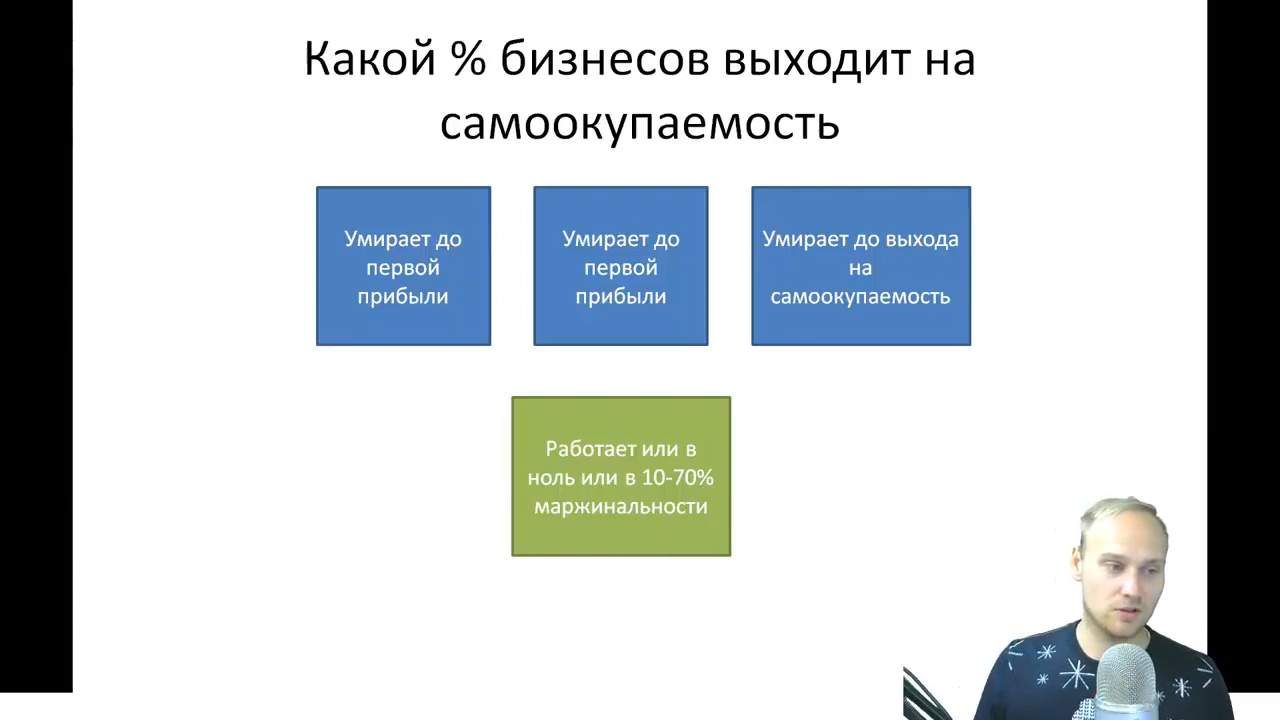 Какой % бизнесов выходит на
самоокупаемость
Умирает до
первой
прибыли
Умирает до
первой
прибыли
Умирает до выхода
на
самоокупаемость
Работает или в
ноль или в 10-70%
маржинальности